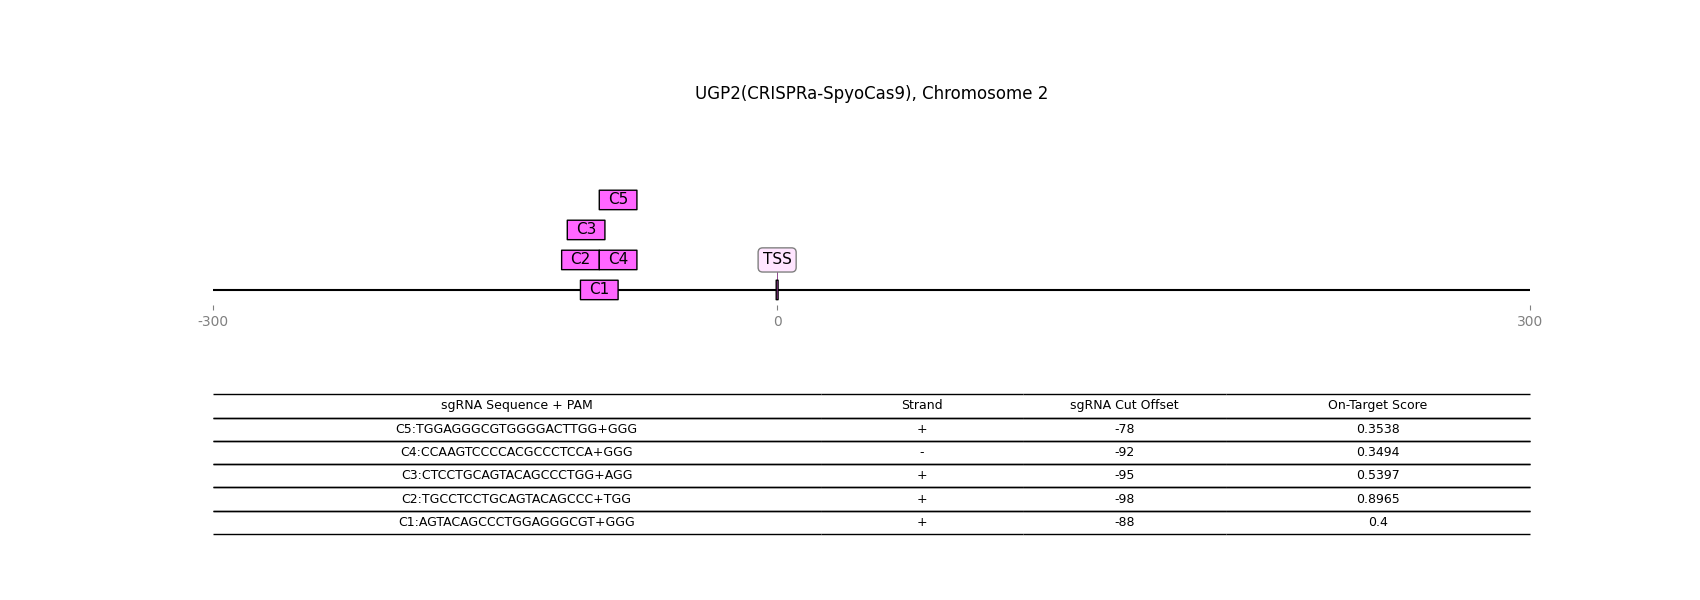 UGP2(CRISPRa-SpyoCas9), Chromosome 2
C5
C3
C2 C4 TSS
C1
-300 0 300
sgRNA Sequence + PAM Strand sgRNA Cut Offset On-Target Score
C5:TGGAGGGCGTGGGGACTTGG+GGG + -78 0.3538
C4:CCAAGTCCCCACGCCCTCCA+GGG - -92 0.3494
C3:CTCCTGCAGTACAGCCCTGG+AGG + -95 0.5397
C2:TGCCTCCTGCAGTACAGCCC+TGG + -98 0.8965
C1:AGTACAGCCCTGGAGGGCGT+GGG + -88 0.4